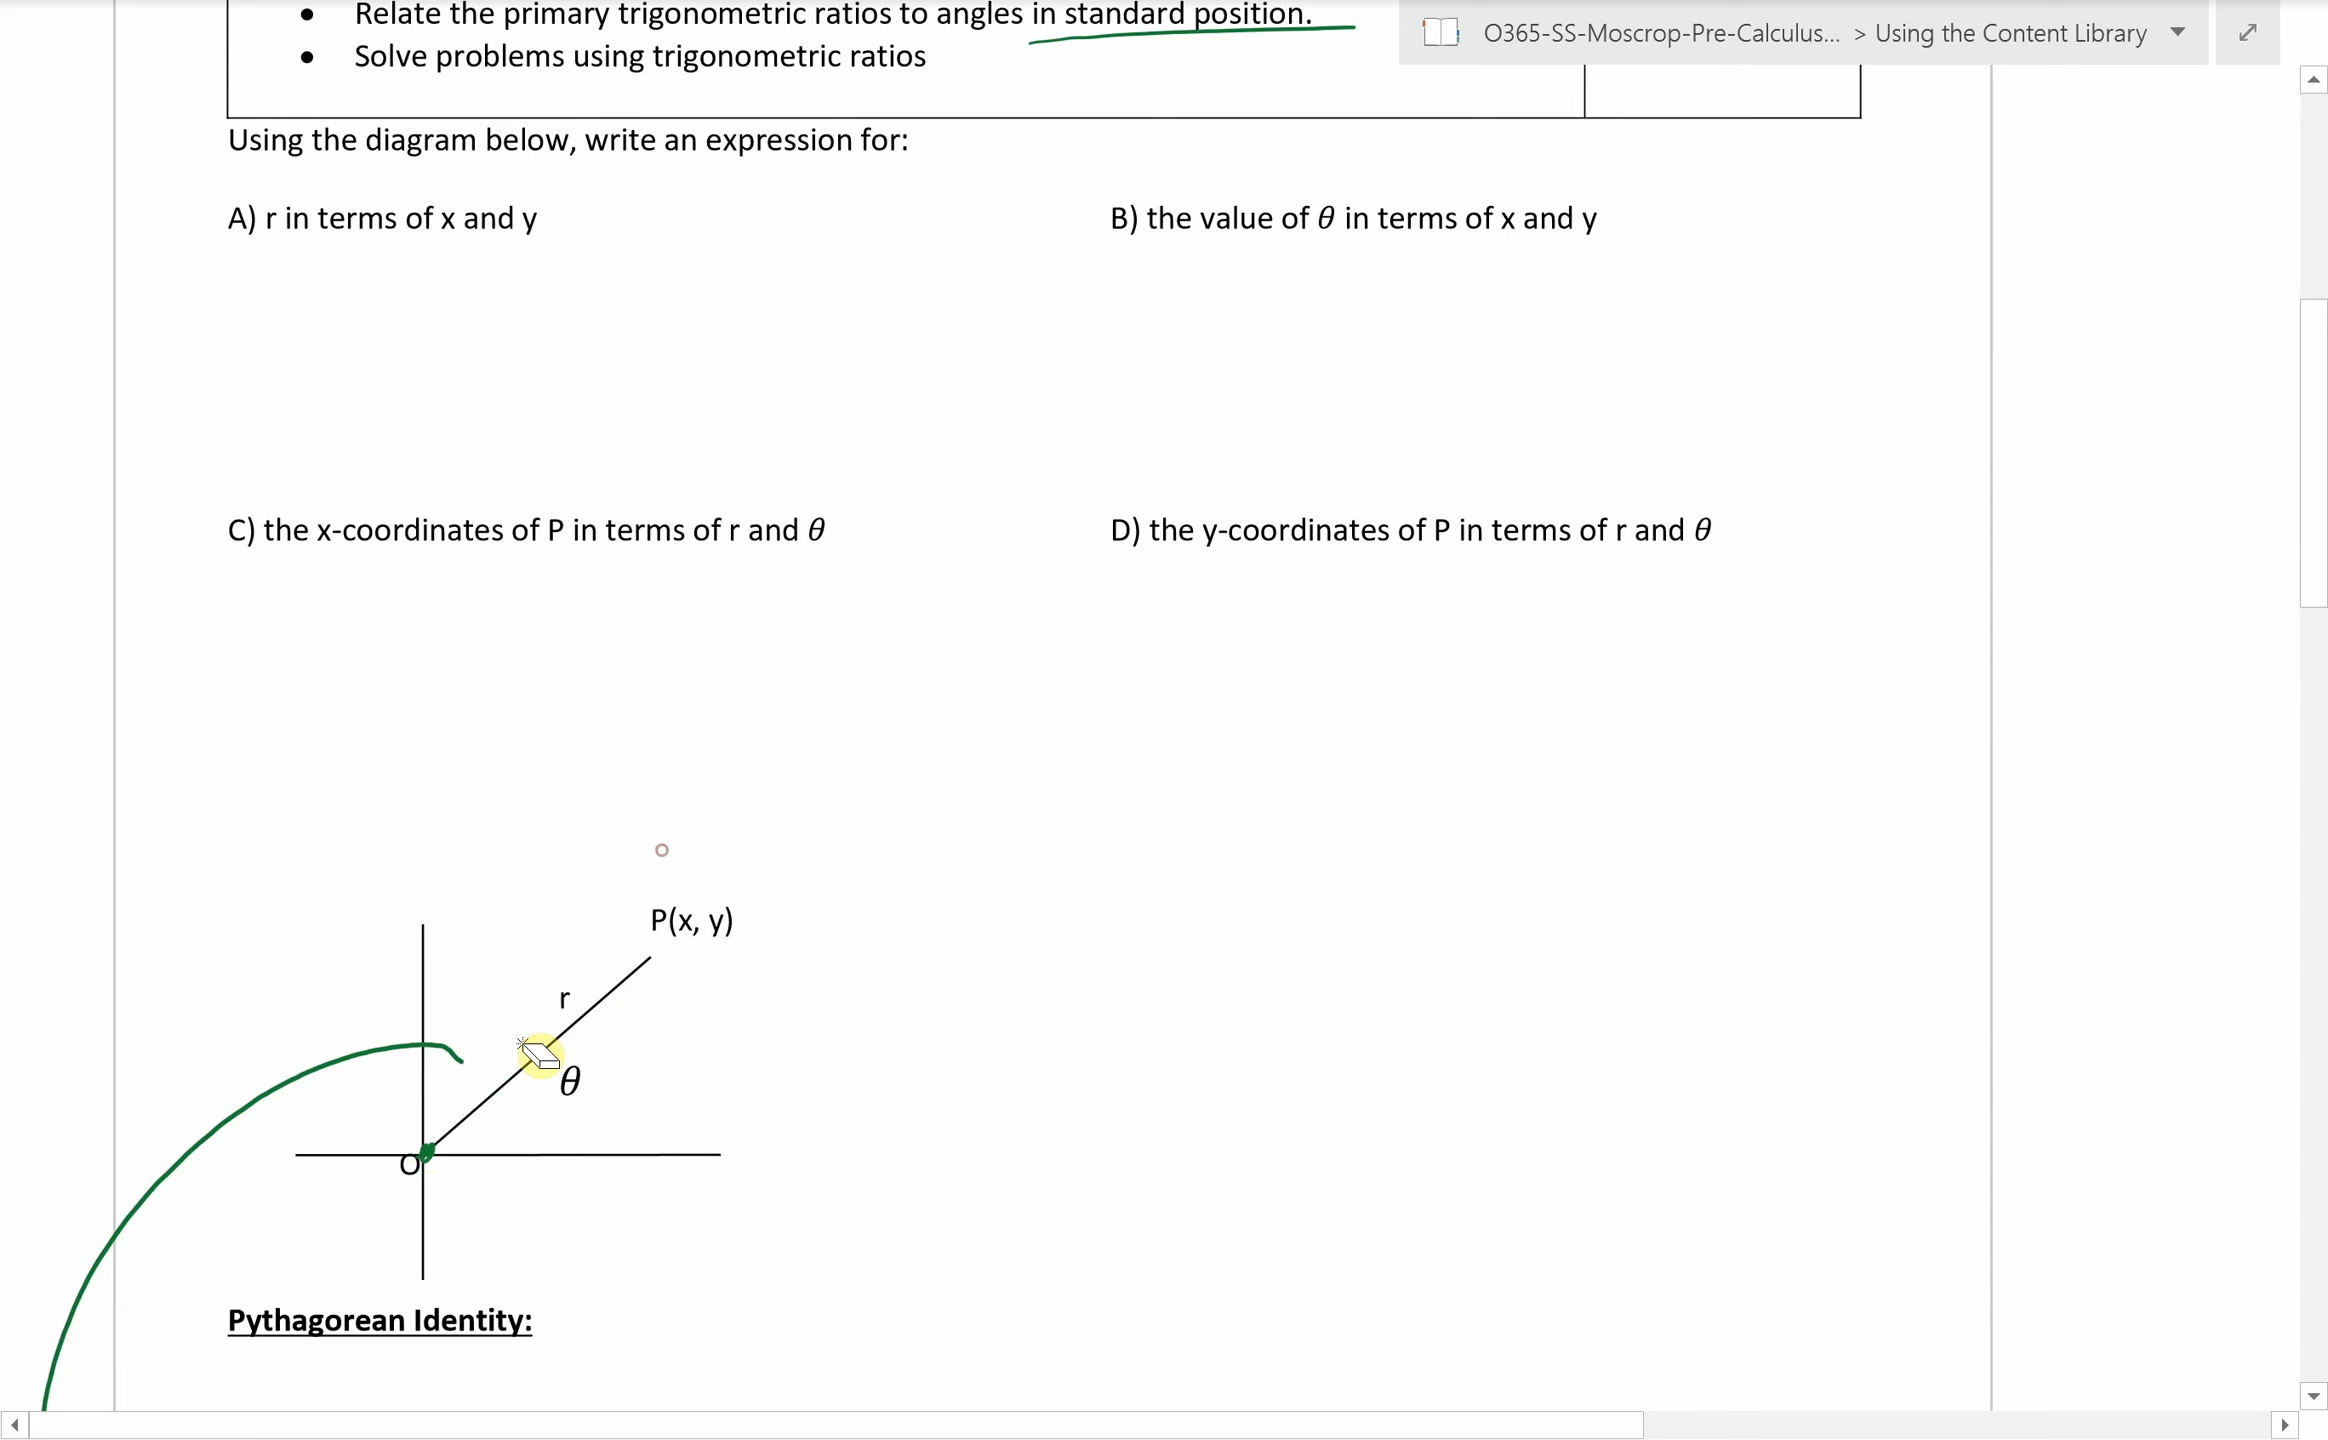 • Relate the primary trigonometric ratios to angles in standard position.
O365-SS-Moscrop-Pre-Calculus... > Using the Content Library
• Solve problems using trigonometric ratios
Using the diagram below, write an expression for:
A) r in terms of x and y
B) the value of θ in terms of x and y
C) the x-coordinates of P in terms of r and θ
D) the y-coordinates of P in terms of r and θ
P(x, y)
r
θ
O
Pythagorean Identity: